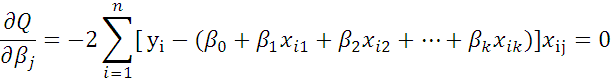 ∂Q/∂β_j = −2 ∑_{i=1}^{n} [ y_i − (β_0 + β_1x_{i1} + β_2x_{i2} + ⋯ + β_kx_{ik})]x_{ij} = 0